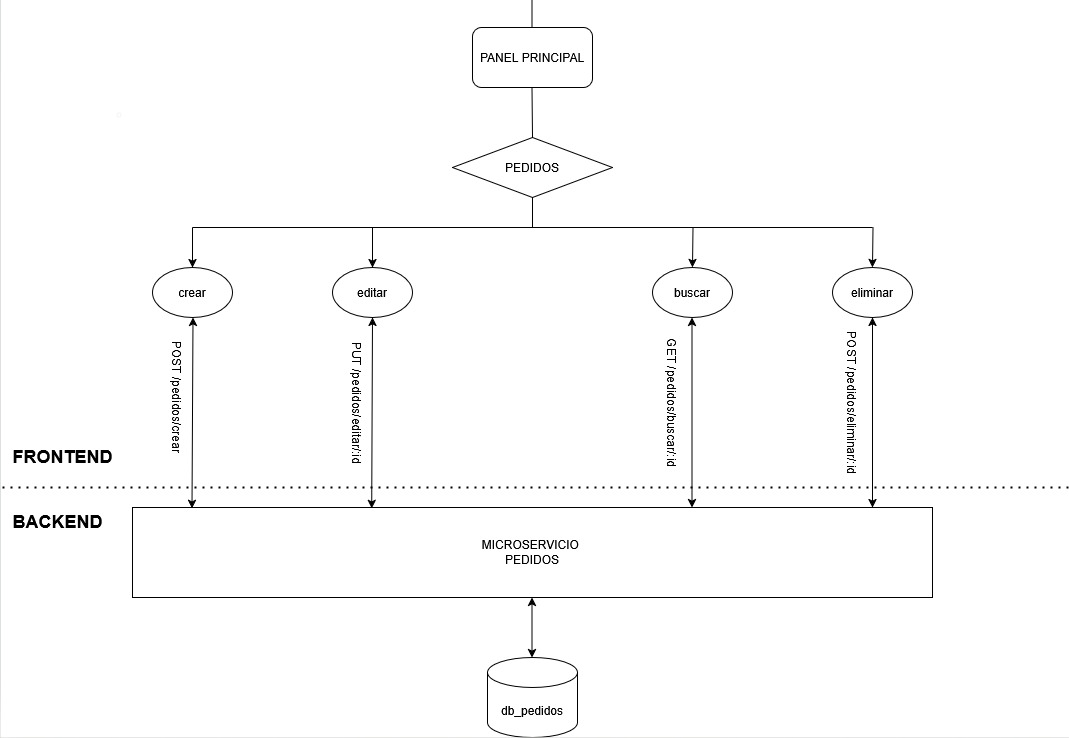 PANEL PRINCIPAL
PEDIDOS
crear
editar
buscar
eliminar
POST /pedidos/crear
PUT /pedidos/editar/:id
GET /pedidos/buscar/:id
POST /pedidos/eliminar/:id
FRONTEND
BACKEND
MICROSERVICIO
PEDIDOS
db_pedidos